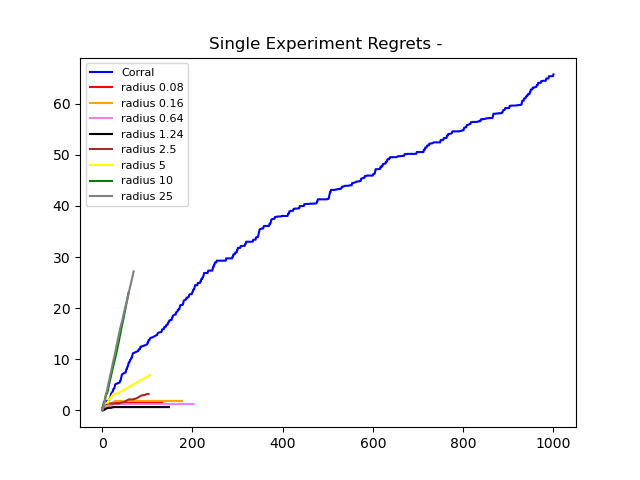 Single Experiment Regrets -
Corral
radius 0.08
radius 0.16
radius 0.64
radius 1.24
radius 2.5
radius 5
radius 10
radius 25
60
50
40
30
20
10
0
0 200 400 600 800 1000